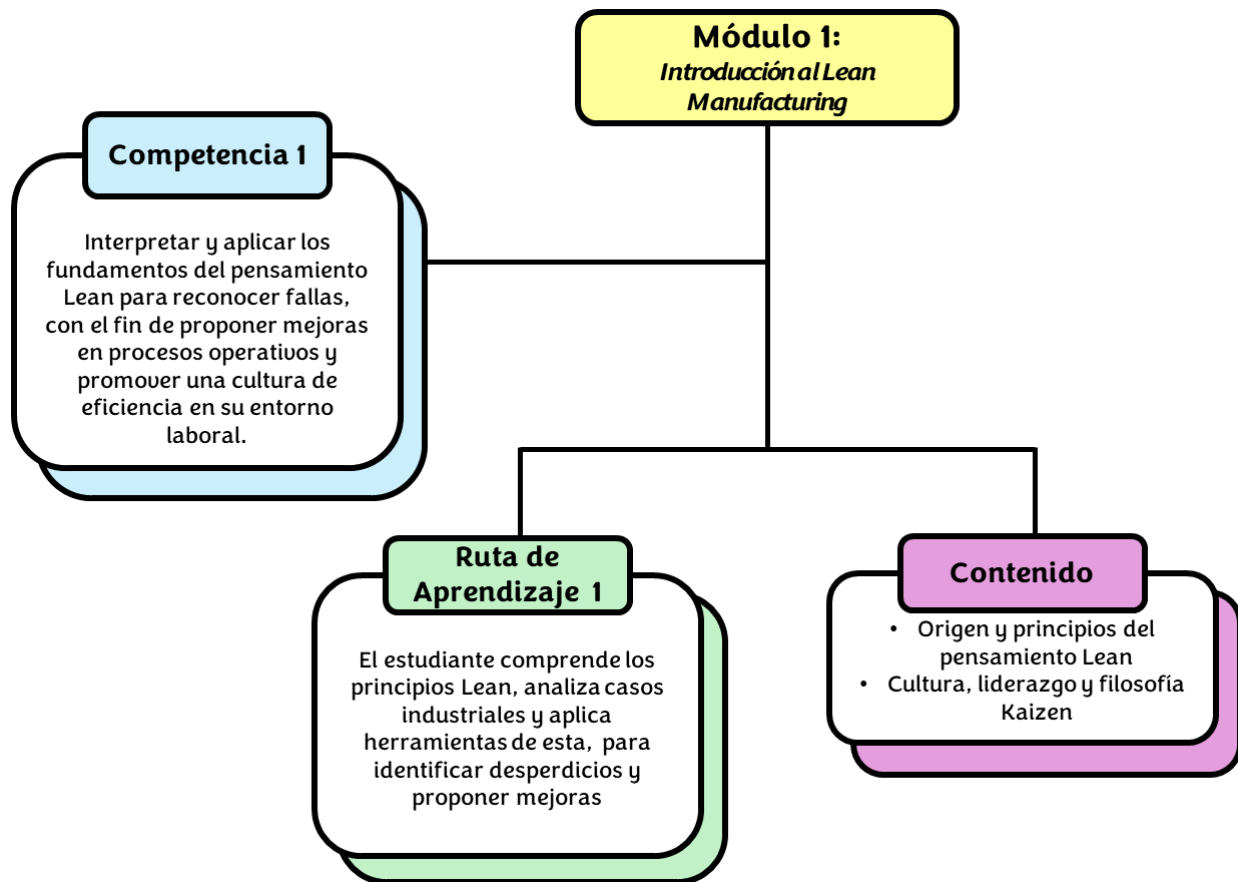 Módulo 1:
Introducción al Lean
Manufacturing
Competencia 1
Interpretar y aplicar los
fundamentos del pensamiento
Lean para reconocer fallas,
con el fin de proponer mejoras
en procesos operativos y
promover una cultura de
eficiencia en su entorno
laboral.
Ruta de
Aprendizaje 1
El estudiante comprende los
principios Lean, analiza casos
industriales y aplica
herramientas de esta, para
identificar desperdicios y
proponer mejoras
Contenido
• Origen y principios del
pensamiento Lean
• Cultura, liderazgo y filosofía
Kaizen